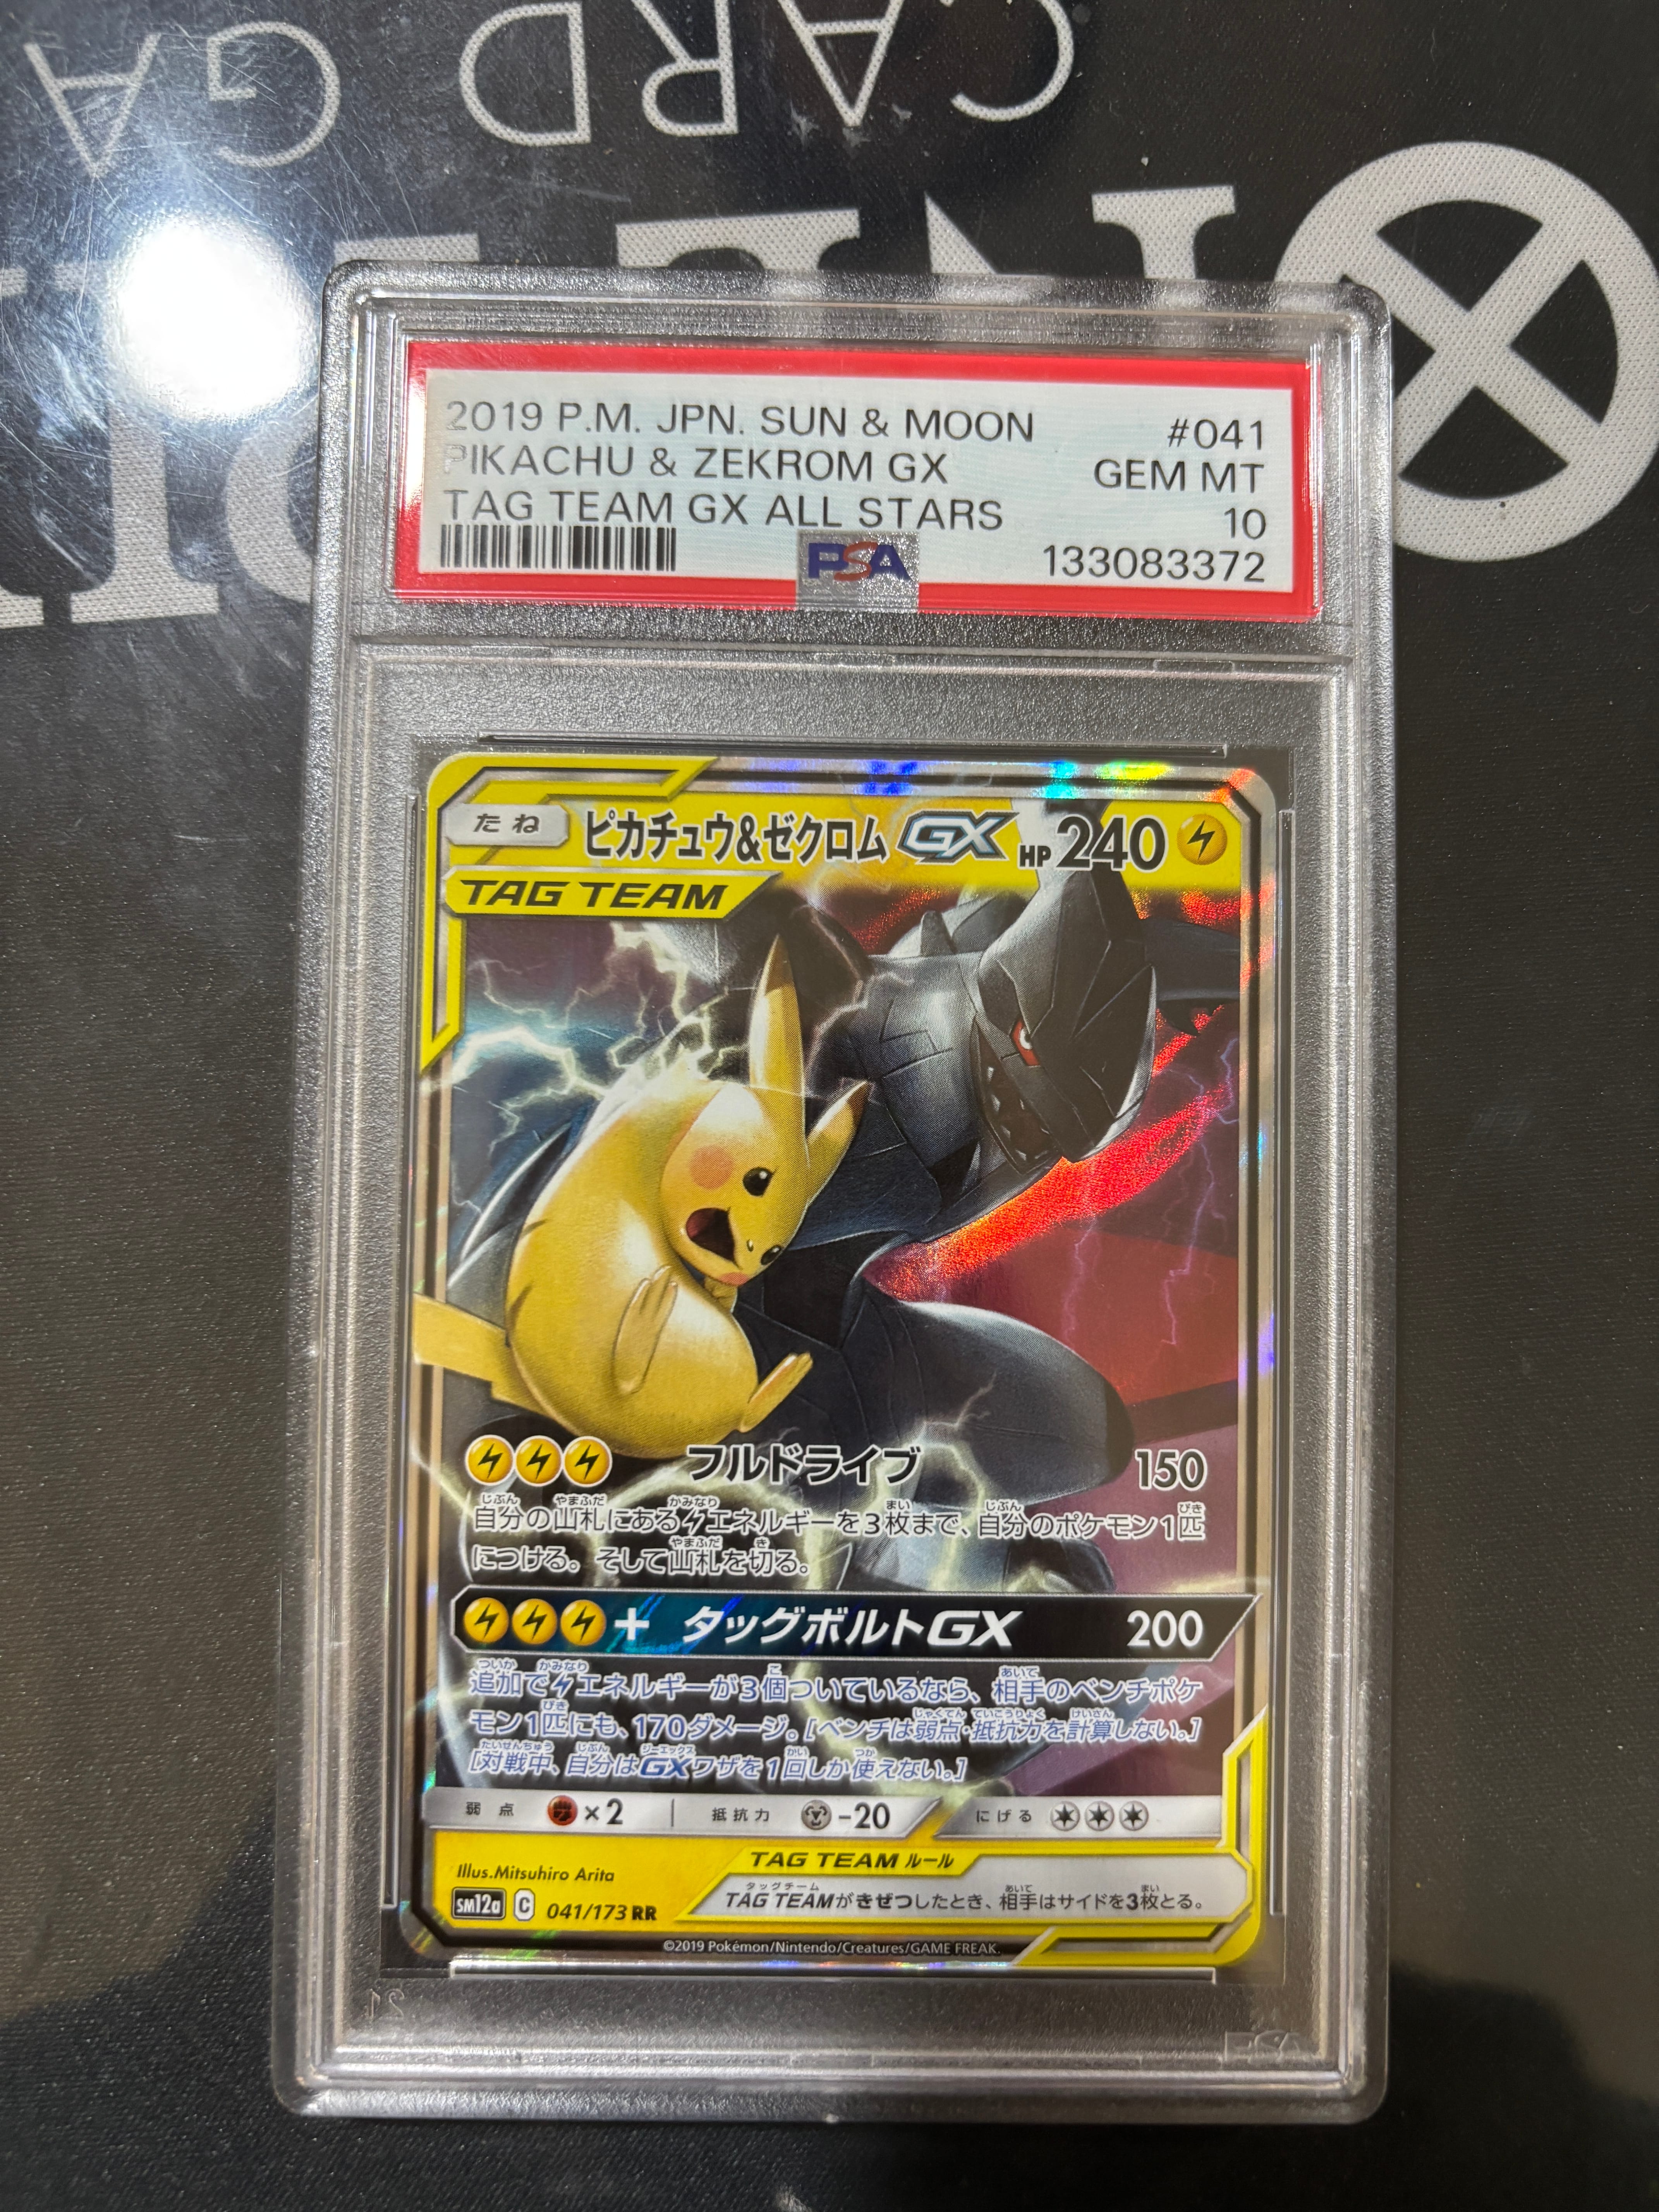 CARD GA
2019 P.M. JPN. SUN & MOON #041
PIKACHU & ZEKROM GX GEM MT
TAG TEAM GX ALL STARS 10
PSA 133083372
たね ピカチュウ&ゼクロムGX HP 240
TAG TEAM
フルドライブ 150
自分の山札にあるエネルギーを3枚まで、自分のポケモン1匹
につける。そして山札を切る。
+ タッグボルトGX 200
追加でエネルギーが3個ついているなら、相手のベンチポケ
モン1匹にも、170ダメージ。[ベンチは弱点・抵抗力を計算しない。]
[対戦中、自分はGXワザを1回しか使えない。]
弱点 ×2 抵抗力 -20 にげる
TAG TEAM ルール
TAG TEAMがきぜつしたとき、相手はサイドを3枚とる。
Illus.Mitsuhiro Arita
SM12a C 041/173 RR
©2019 Pokémon/Nintendo/Creatures/GAME FREAK.
21
PSA